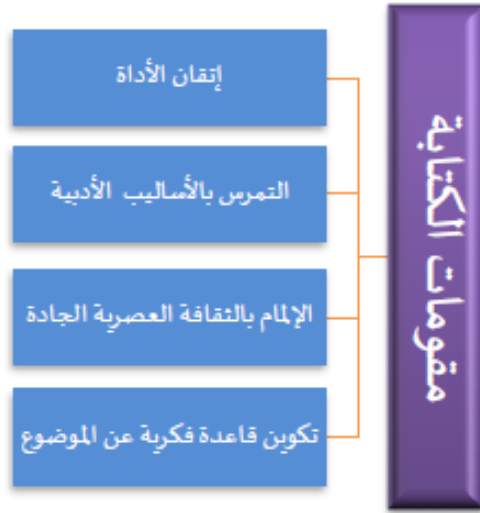 مقومات الكتابة
إتقان الأداة
التمرس بالأساليب الأدبية
الإلمام بالثقافة العصرية الجادة
تكوين قاعدة فكرية عن الموضوع